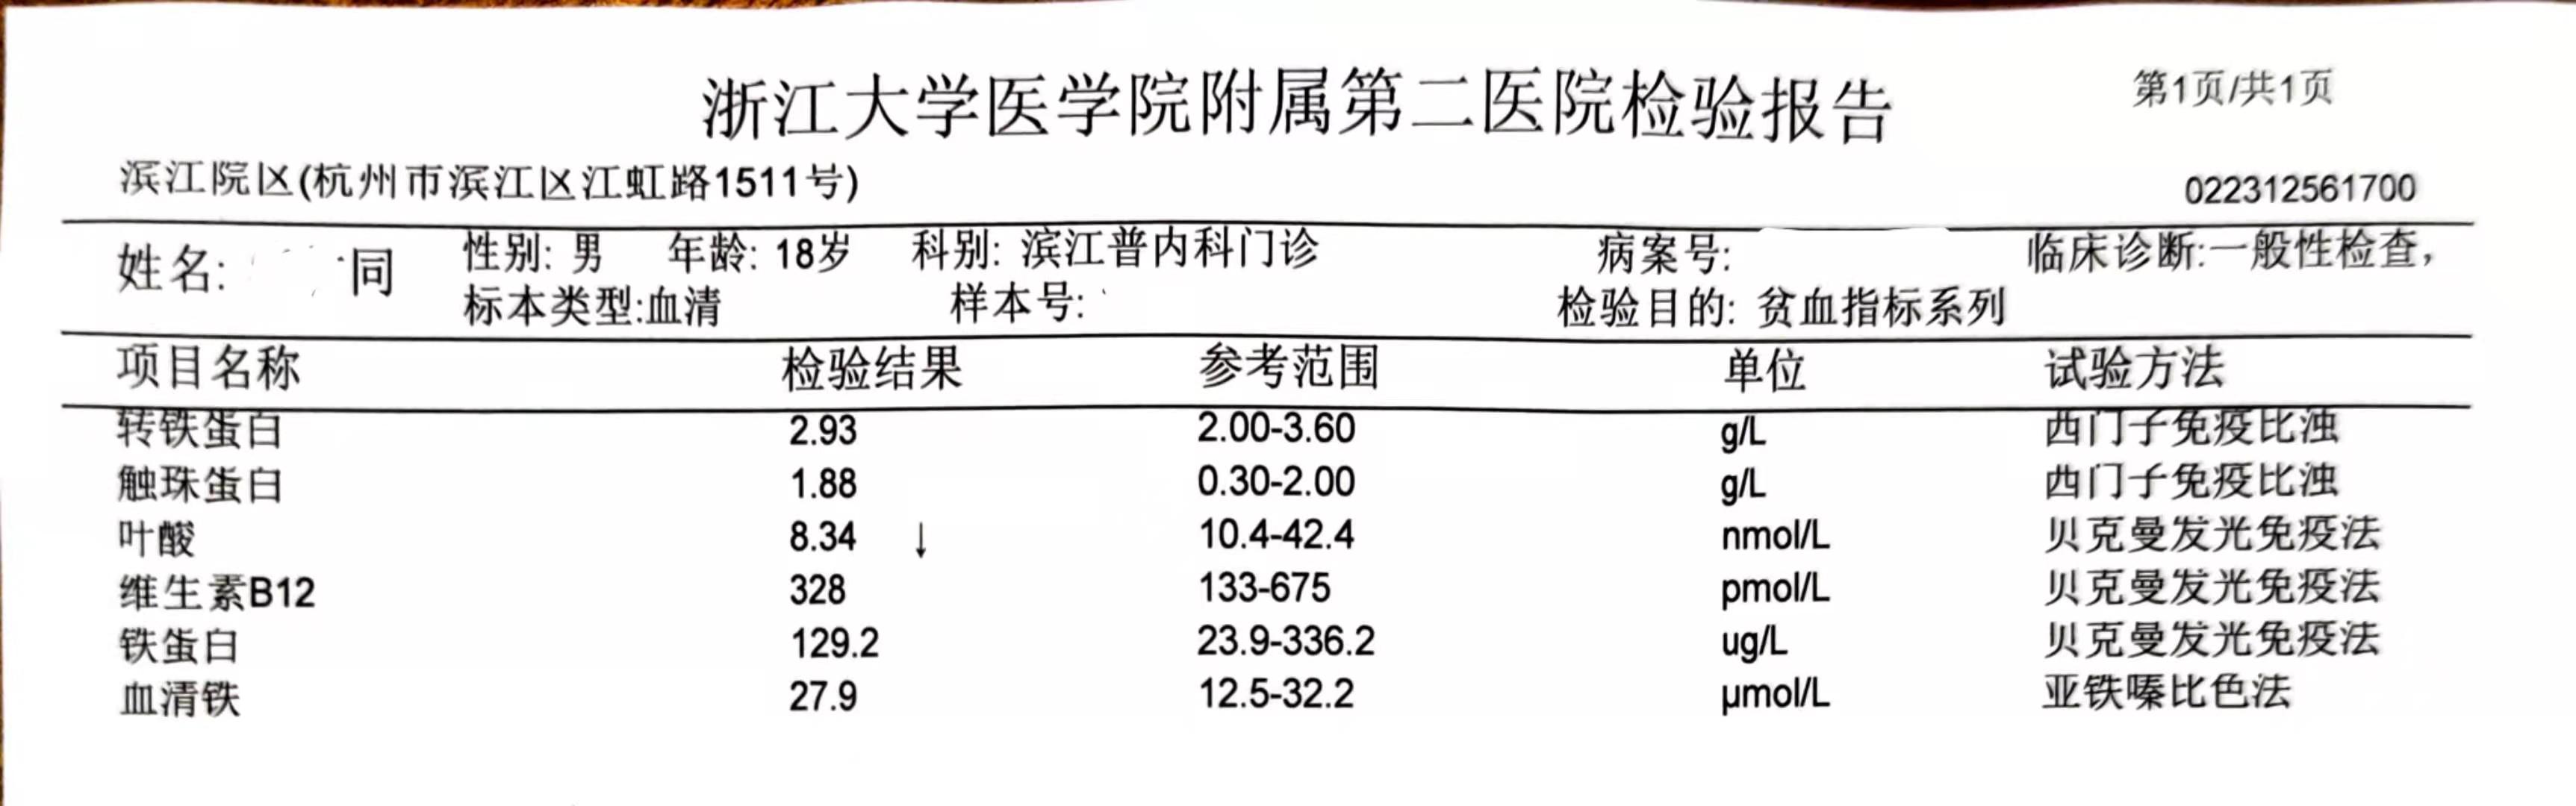 浙江大学医学院附属第二医院检验报告
第1页/共1页
滨江院区(杭州市滨江区江虹路1511号)
022312561700
姓名: 同 性别: 男 年龄: 18岁 科别: 滨江普内科门诊 病案号: 临床诊断:一般性检查,
标本类型:血清 样本号: 检验目的: 贫血指标系列
项目名称 检验结果 参考范围 单位 试验方法
转铁蛋白 2.93 2.00-3.60 g/L 西门子免疫比浊
触珠蛋白 1.88 0.30-2.00 g/L 西门子免疫比浊
叶酸 8.34 ↓ 10.4-42.4 nmol/L 贝克曼发光免疫法
维生素B12 328 133-675 pmol/L 贝克曼发光免疫法
铁蛋白 129.2 23.9-336.2 ug/L 贝克曼发光免疫法
血清铁 27.9 12.5-32.2 µmol/L 亚铁嗪比色法